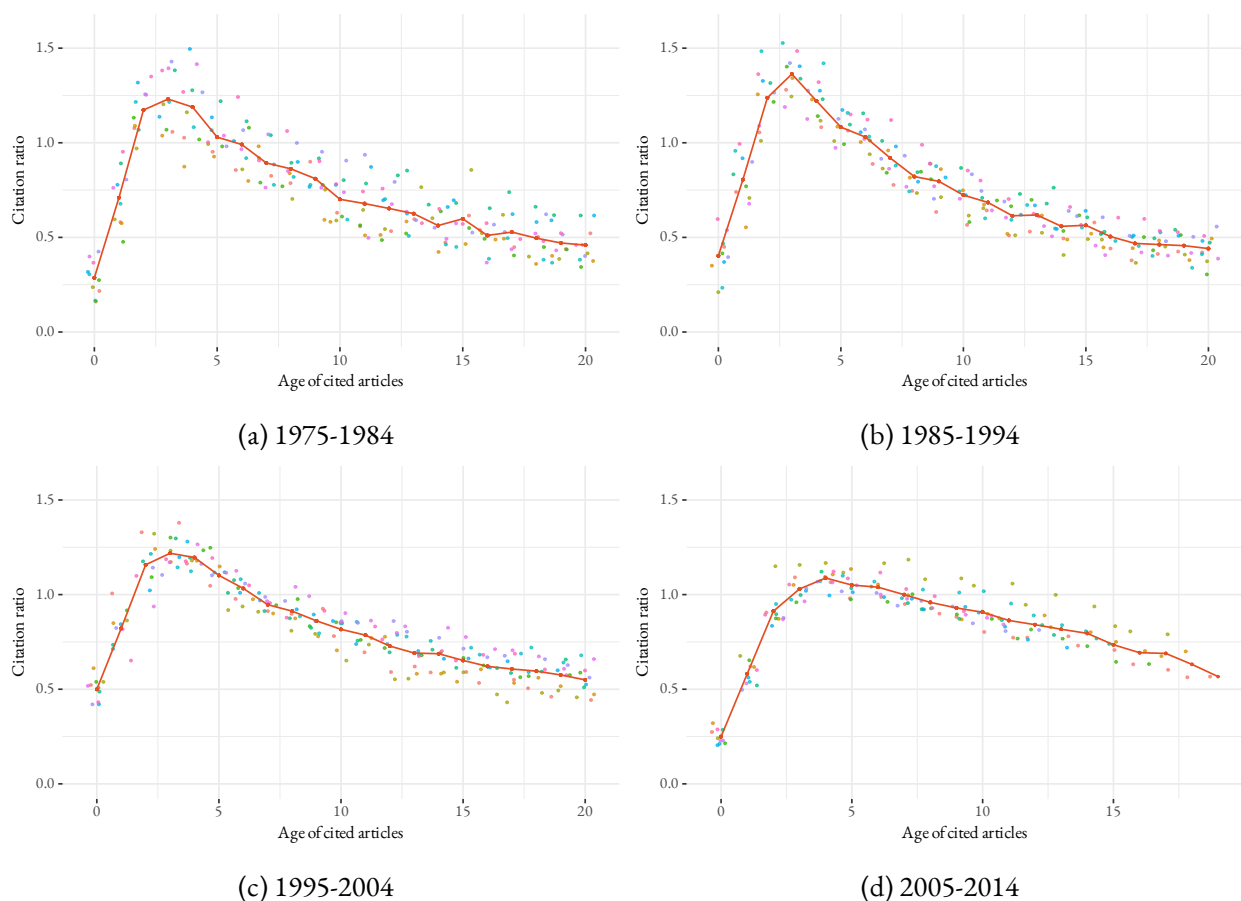 1.5
1.0
0.5
0.0
Citation ratio
0 5 10 15 20
Age of cited articles
(a) 1975-1984
1.5
1.0
0.5
0.0
Citation ratio
0 5 10 15 20
Age of cited articles
(b) 1985-1994
1.5
1.0
0.5
0.0
Citation ratio
0 5 10 15 20
Age of cited articles
(c) 1995-2004
1.5
1.0
0.5
0.0
Citation ratio
0 5 10 15
Age of cited articles
(d) 2005-2014